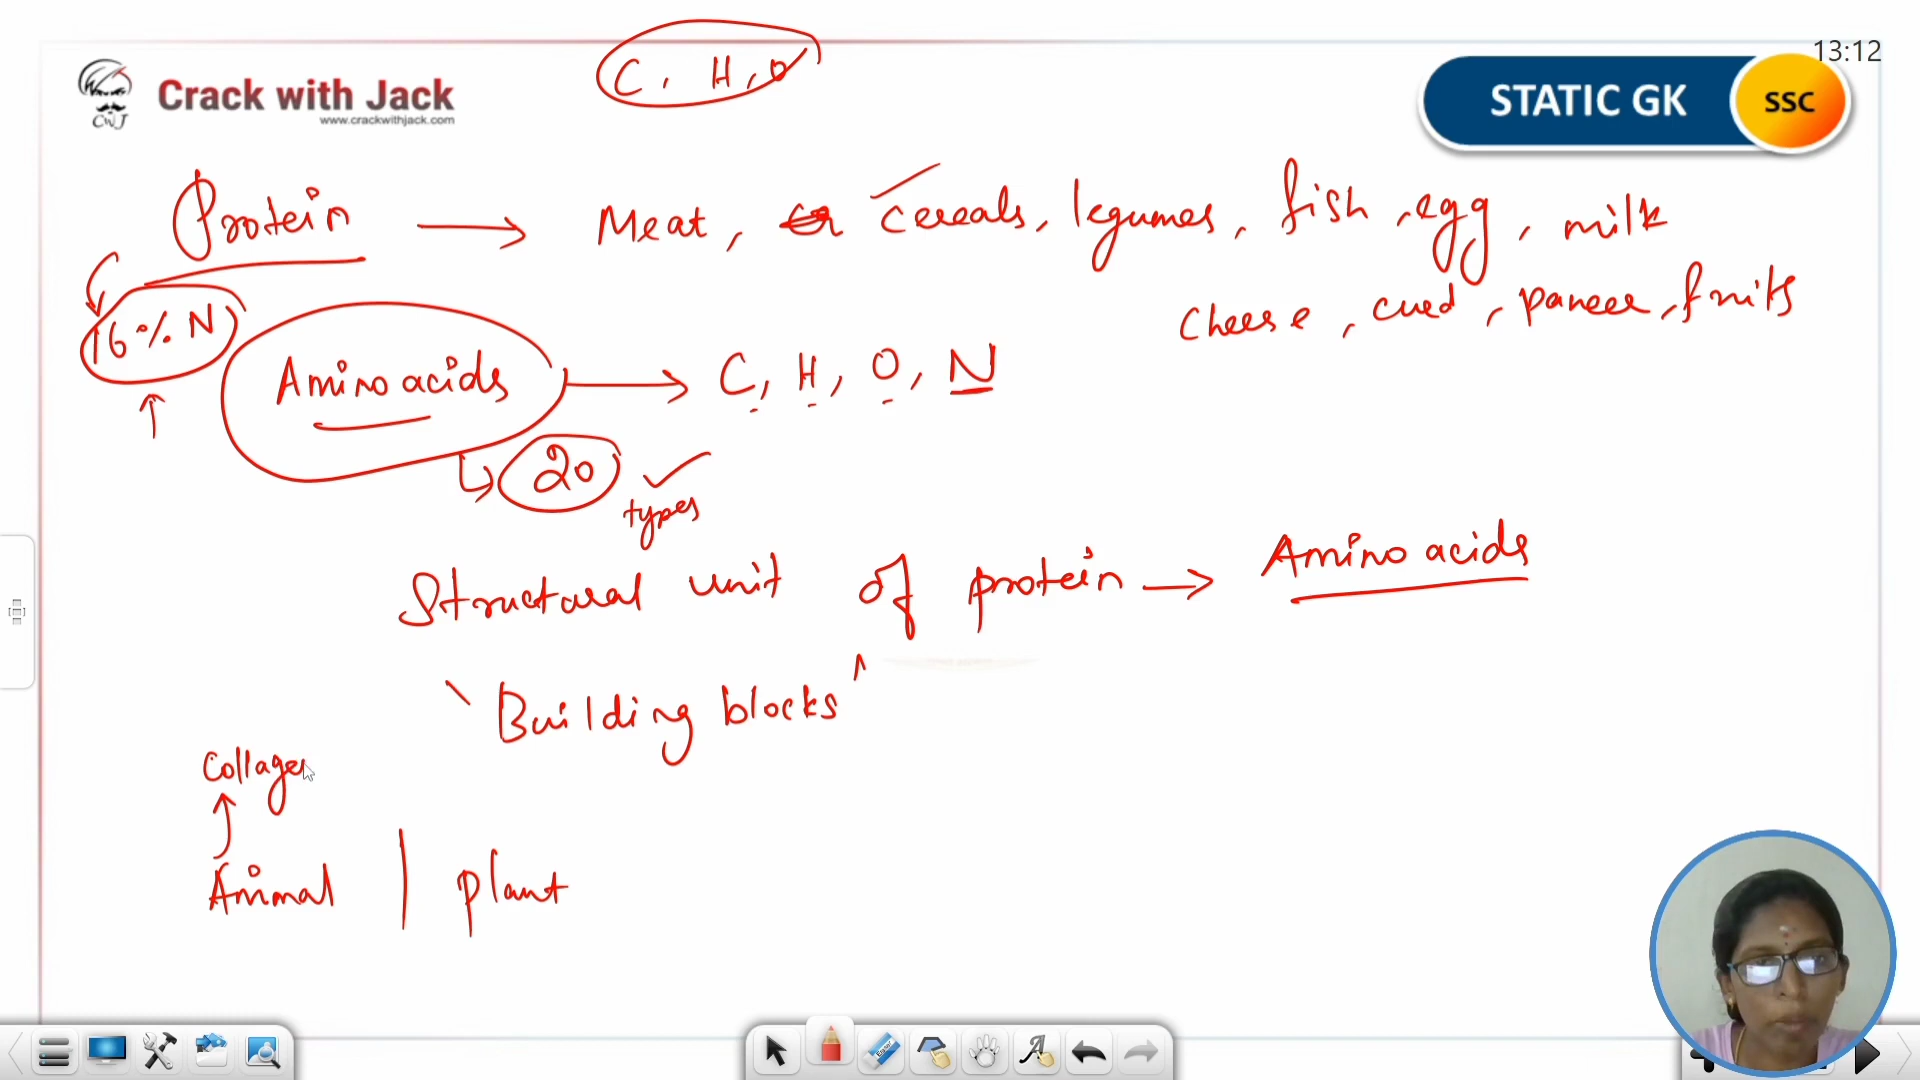 C, H, O
13:12
Crack with Jack
CWJ
www.crackwithjack.com
STATIC GK
SSC
Protein → Meat, cereals, legumes, fish, egg, milk
cheese, curd, paneer, fruits
16% N
Amino acids → C, H, O, N
20
types
Structural unit of protein → Amino acids
"Building blocks"
Collagen
Animal | plant
Eraser
A